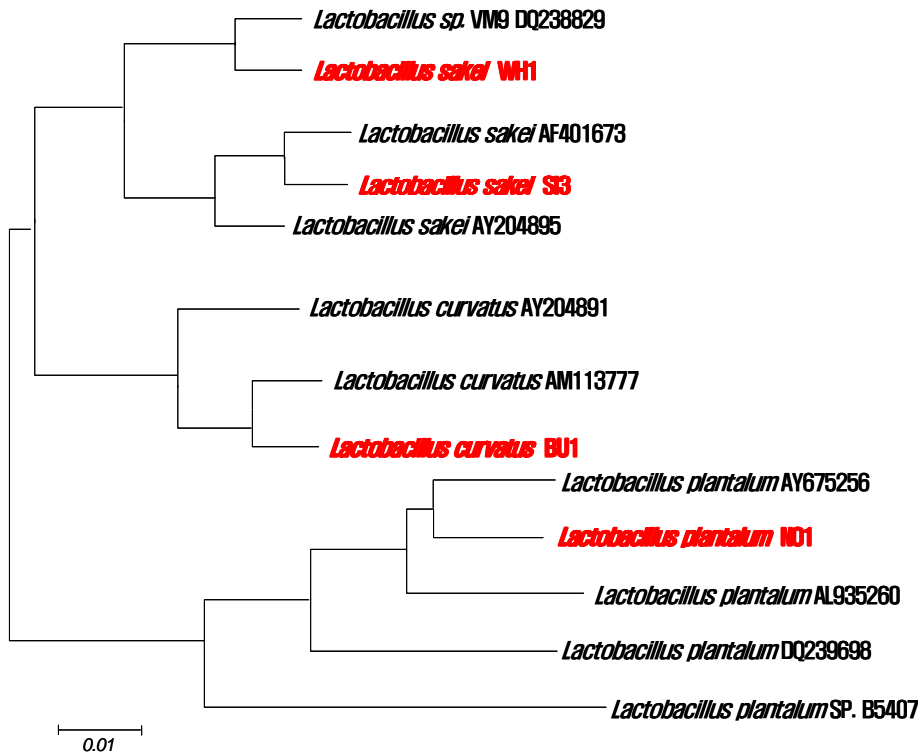 Lactobacillus sp. VM9 DQ238829
Lactobacillus sakei WH1
Lactobacillus sakei AF401673
Lactobacillus sakei SI3
Lactobacillus sakei AY204895
Lactobacillus curvatus AY204891
Lactobacillus curvatus AM113777
Lactobacillus curvatus BU1
Lactobacillus plantalum AY675256
Lactobacillus plantalum NO1
Lactobacillus plantalum AL935260
Lactobacillus plantalum DQ239698
Lactobacillus plantalum SP. B5407
0.01